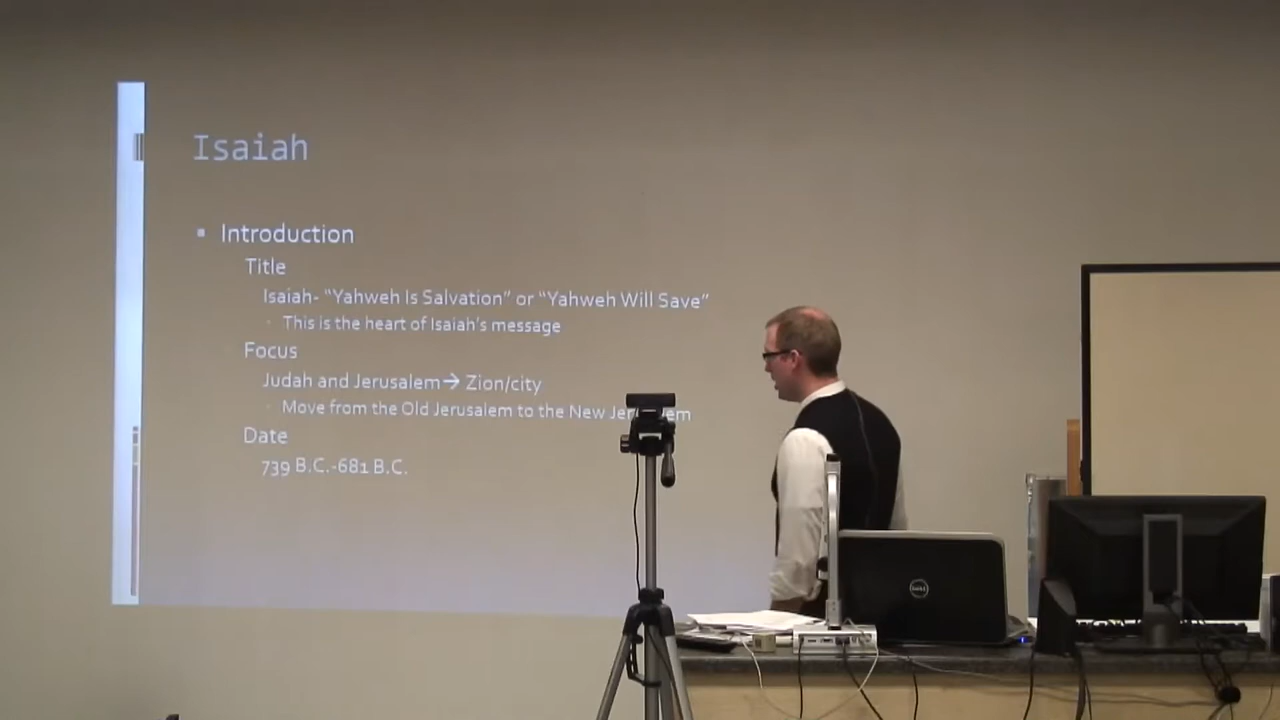 Isaiah
▪ Introduction
Title
Isaiah- “Yahweh Is Salvation” or “Yahweh Will Save”
· This is the heart of Isaiah’s message
Focus
Judah and Jerusalem→ Zion/city
· Move from the Old Jerusalem to the New
Date
739 B.C.-681 B.C.
DELL